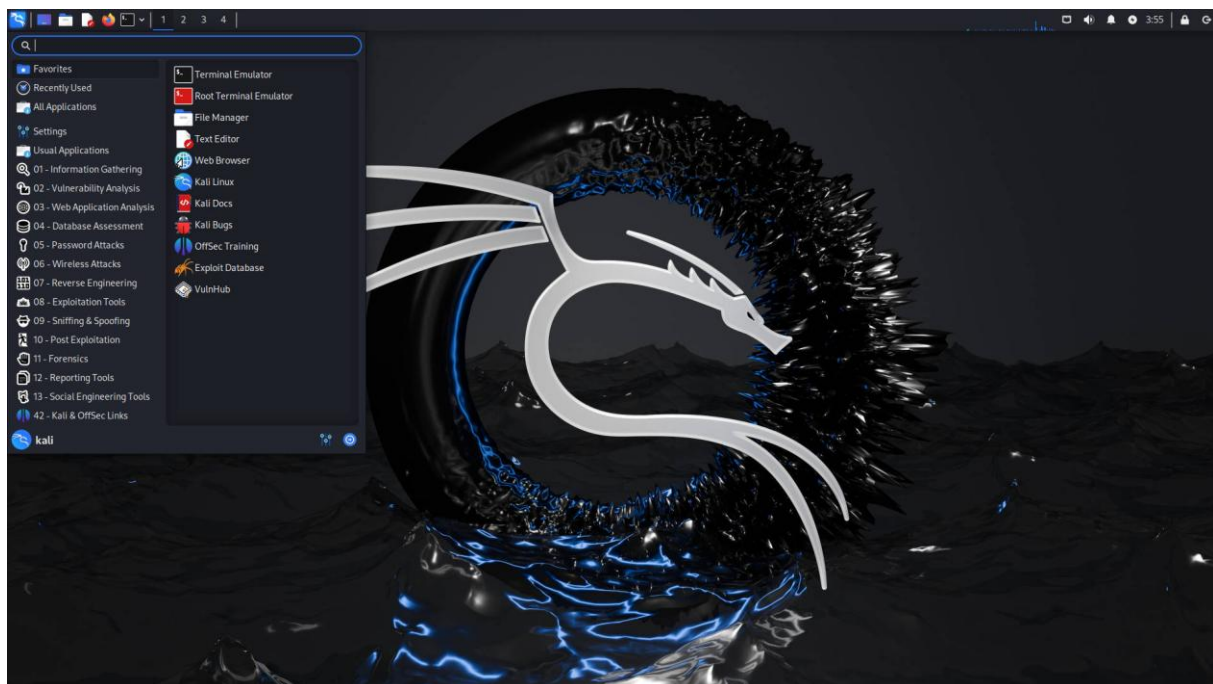 1 2 3 4
3:55
Favorites
Recently Used
All Applications
Settings
Usual Applications
01 - Information Gathering
02 - Vulnerability Analysis
03 - Web Application Analysis
04 - Database Assessment
05 - Password Attacks
06 - Wireless Attacks
07 - Reverse Engineering
08 - Exploitation Tools
09 - Sniffing & Spoofing
10 - Post Exploitation
11 - Forensics
12 - Reporting Tools
13 - Social Engineering Tools
42 - Kali & OffSec Links
Terminal Emulator
Root Terminal Emulator
File Manager
Text Editor
Web Browser
Kali Linux
Kali Docs
Kali Bugs
OffSec Training
Exploit Database
VulnHub
kali